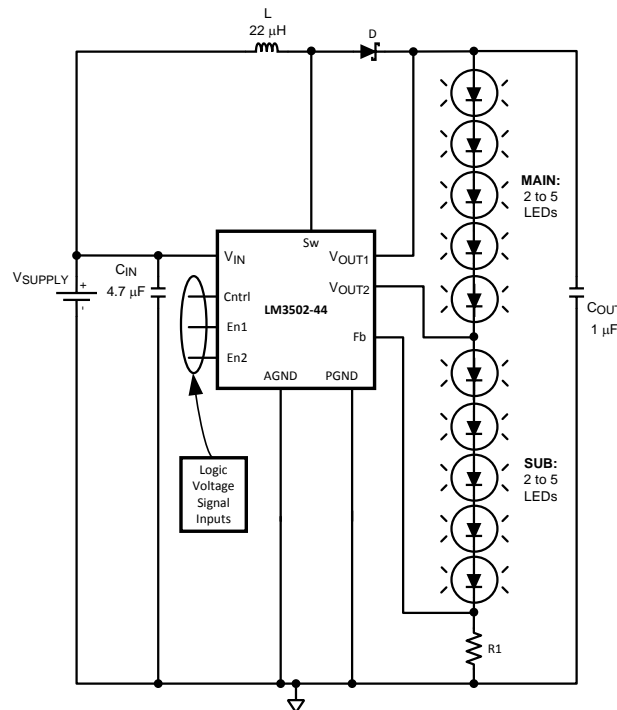 L
22 μH
D
MAIN:
2 to 5
LEDs
Sw
VIN
VOUT1
VOUT2
Cntrl
LM3502-44
En1
En2
Fb
AGND
PGND
VSUPPLY
+
-
CIN
4.7 μF
COUT
1 μF
Logic
Voltage
Signal
Inputs
SUB:
2 to 5
LEDs
R1